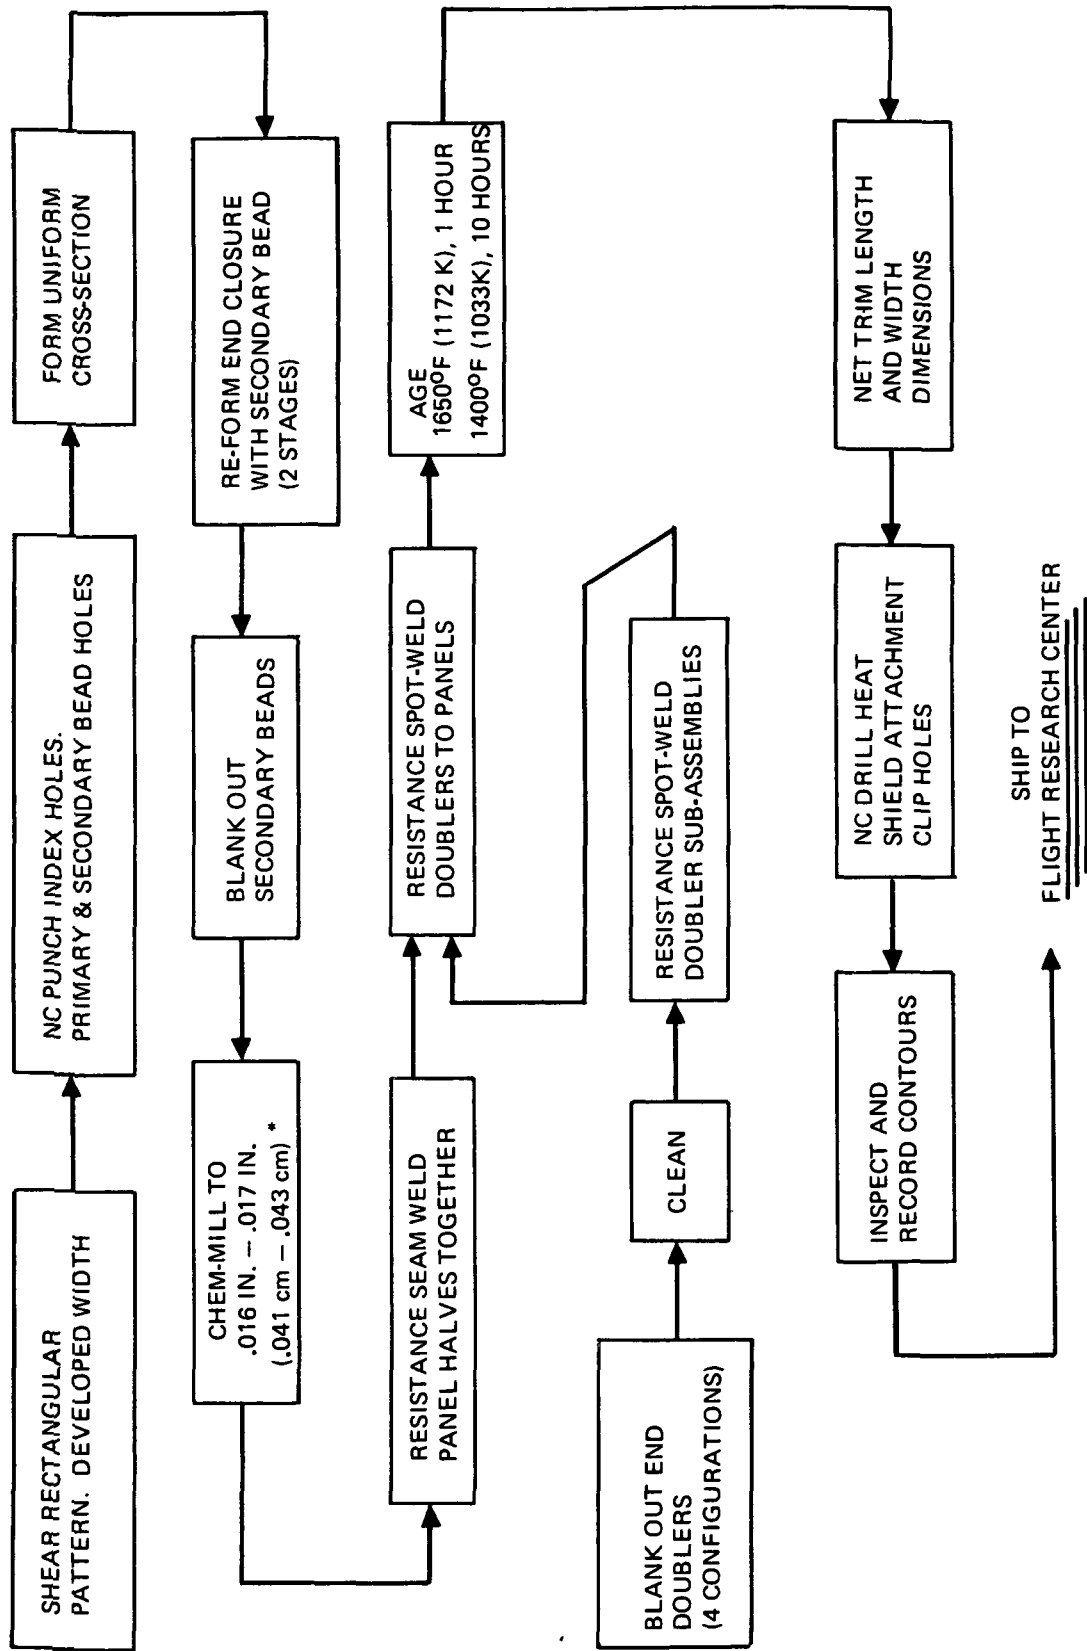 SHEAR RECTANGULAR
PATTERN. DEVELOPED WIDTH
NC PUNCH INDEX HOLES.
PRIMARY & SECONDARY BEAD HOLES
FORM UNIFORM
CROSS-SECTION
RE-FORM END CLOSURE
WITH SECONDARY BEAD
(2 STAGES)
BLANK OUT
SECONDARY BEADS
CHEM-MILL TO
.016 IN. – .017 IN.
(.041 cm – .043 cm) *
RESISTANCE SEAM WELD
PANEL HALVES TOGETHER
RESISTANCE SPOT-WELD
DOUBLERS TO PANELS
AGE
1650°F (1172 K), 1 HOUR
1400°F (1033K), 10 HOURS
BLANK OUT END
DOUBLERS
(4 CONFIGURATIONS)
CLEAN
RESISTANCE SPOT-WELD
DOUBLER SUB-ASSEMBLIES
NET TRIM LENGTH
AND WIDTH
DIMENSIONS
NC DRILL HEAT
SHIELD ATTACHMENT
CLIP HOLES
INSPECT AND
RECORD CONTOURS
SHIP TO
FLIGHT RESEARCH CENTER